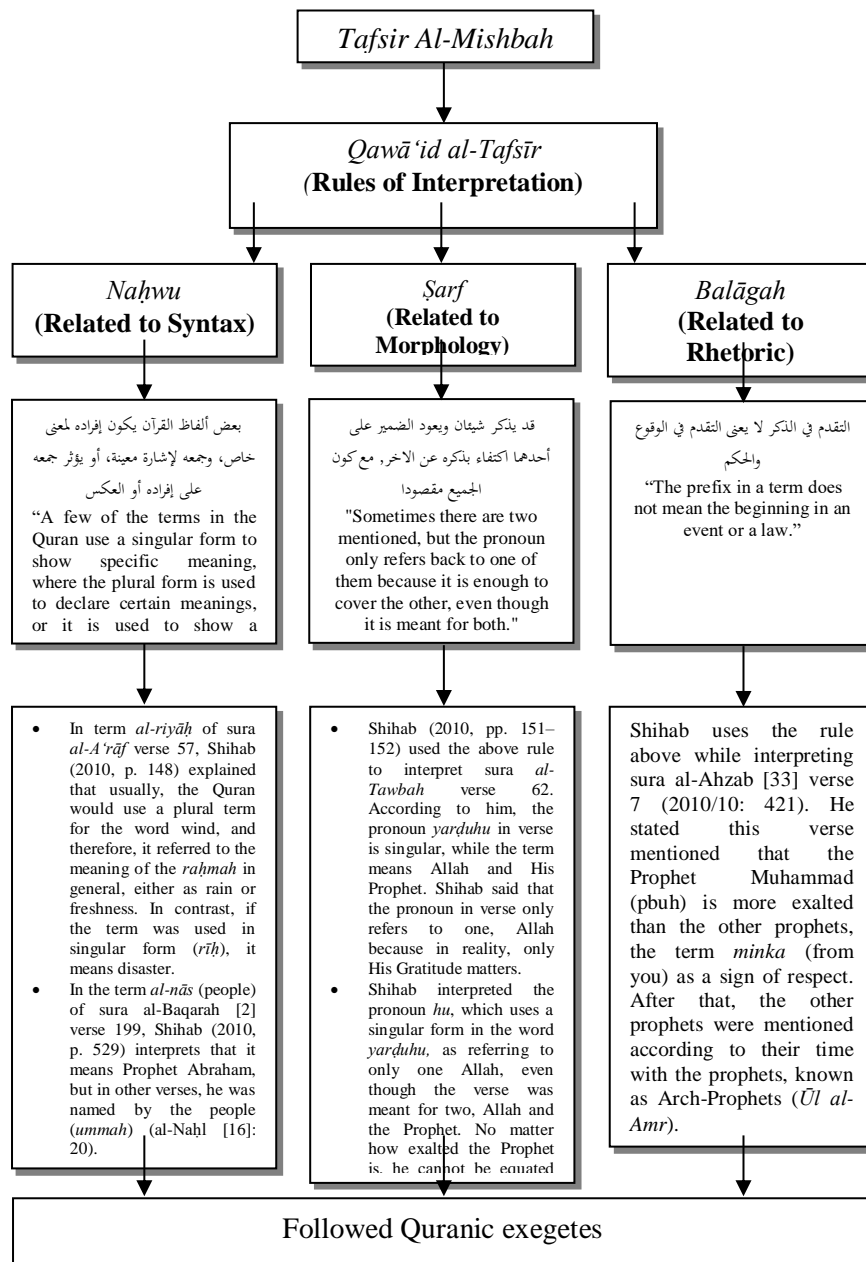 Tafsir Al-Mishbah
Qawā‘id al-Tafsīr
(Rules of Interpretation)
Naḥwu
(Related to Syntax)
Ṣarf
(Related to
Morphology)
Balāgah
(Related to
Rhetoric)
بعض ألفاظ القرآن يكون إفراده لمعنى
خاص، وجمعه لإشارة معينة، أو يؤثر جمعه
على إفراده أو العكس
“A few of the terms in the
Quran use a singular form to
show specific meaning,
where the plural form is used
to declare certain meanings,
or it is used to show a
قد يذكر شيئان ويعود الضمير على
أحدهما اكتفاء بذكره عن الاخر, مع كون
الجميع مقصودا
"Sometimes there are two
mentioned, but the pronoun
only refers back to one of
them because it is enough to
cover the other, even though
it is meant for both."
التقدم في الذكر لا يعنى التقدم في الوقوع
والحكم
“The prefix in a term does
not mean the beginning in an
event or a law.”
• In term al-riyāḥ of sura
al-A‘rāf verse 57, Shihab
(2010, p. 148) explained
that usually, the Quran
would use a plural term
for the word wind, and
therefore, it referred to the
meaning of the raḥmah in
general, either as rain or
freshness. In contrast, if
the term was used in
singular form (rīḥ), it
means disaster.
• In the term al-nās (people)
of sura al-Baqarah [2]
verse 199, Shihab (2010,
p. 529) interprets that it
means Prophet Abraham,
but in other verses, he was
named by the people
(ummah) (al-Naḥl [16]:
20).
• Shihab (2010, pp. 151–
152) used the above rule
to interpret sura al-
Tawbah verse 62.
According to him, the
pronoun yarḍuhu in verse
is singular, while the term
means Allah and His
Prophet. Shihab said that
the pronoun in verse only
refers to one, Allah
because in reality, only
His Gratitude matters.
• Shihab interpreted the
pronoun hu, which uses a
singular form in the word
yarḍuhu, as referring to
only one Allah, even
though the verse was
meant for two, Allah and
the Prophet. No matter
how exalted the Prophet
is, he cannot be equated
Shihab uses the rule
above while interpreting
sura al-Ahzab [33] verse
7 (2010/10: 421). He
stated this verse
mentioned that the
Prophet Muhammad
(pbuh) is more exalted
than the other prophets,
the term minka (from
you) as a sign of respect.
After that, the other
prophets were mentioned
according to their time
with the prophets, known
as Arch-Prophets (Ūl al-
Amr).
Followed Quranic exegetes